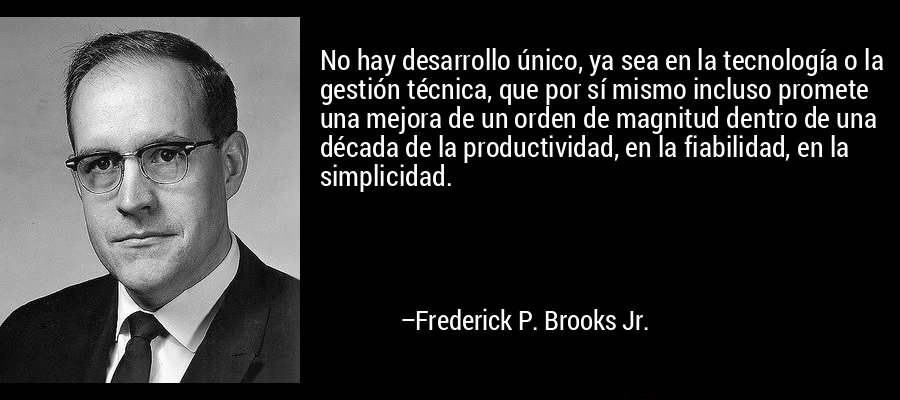 No hay desarrollo único, ya sea en la tecnología o la
gestión técnica, que por sí mismo incluso promete
una mejora de un orden de magnitud dentro de una
década de la productividad, en la fiabilidad, en la
simplicidad.
–Frederick P. Brooks Jr.